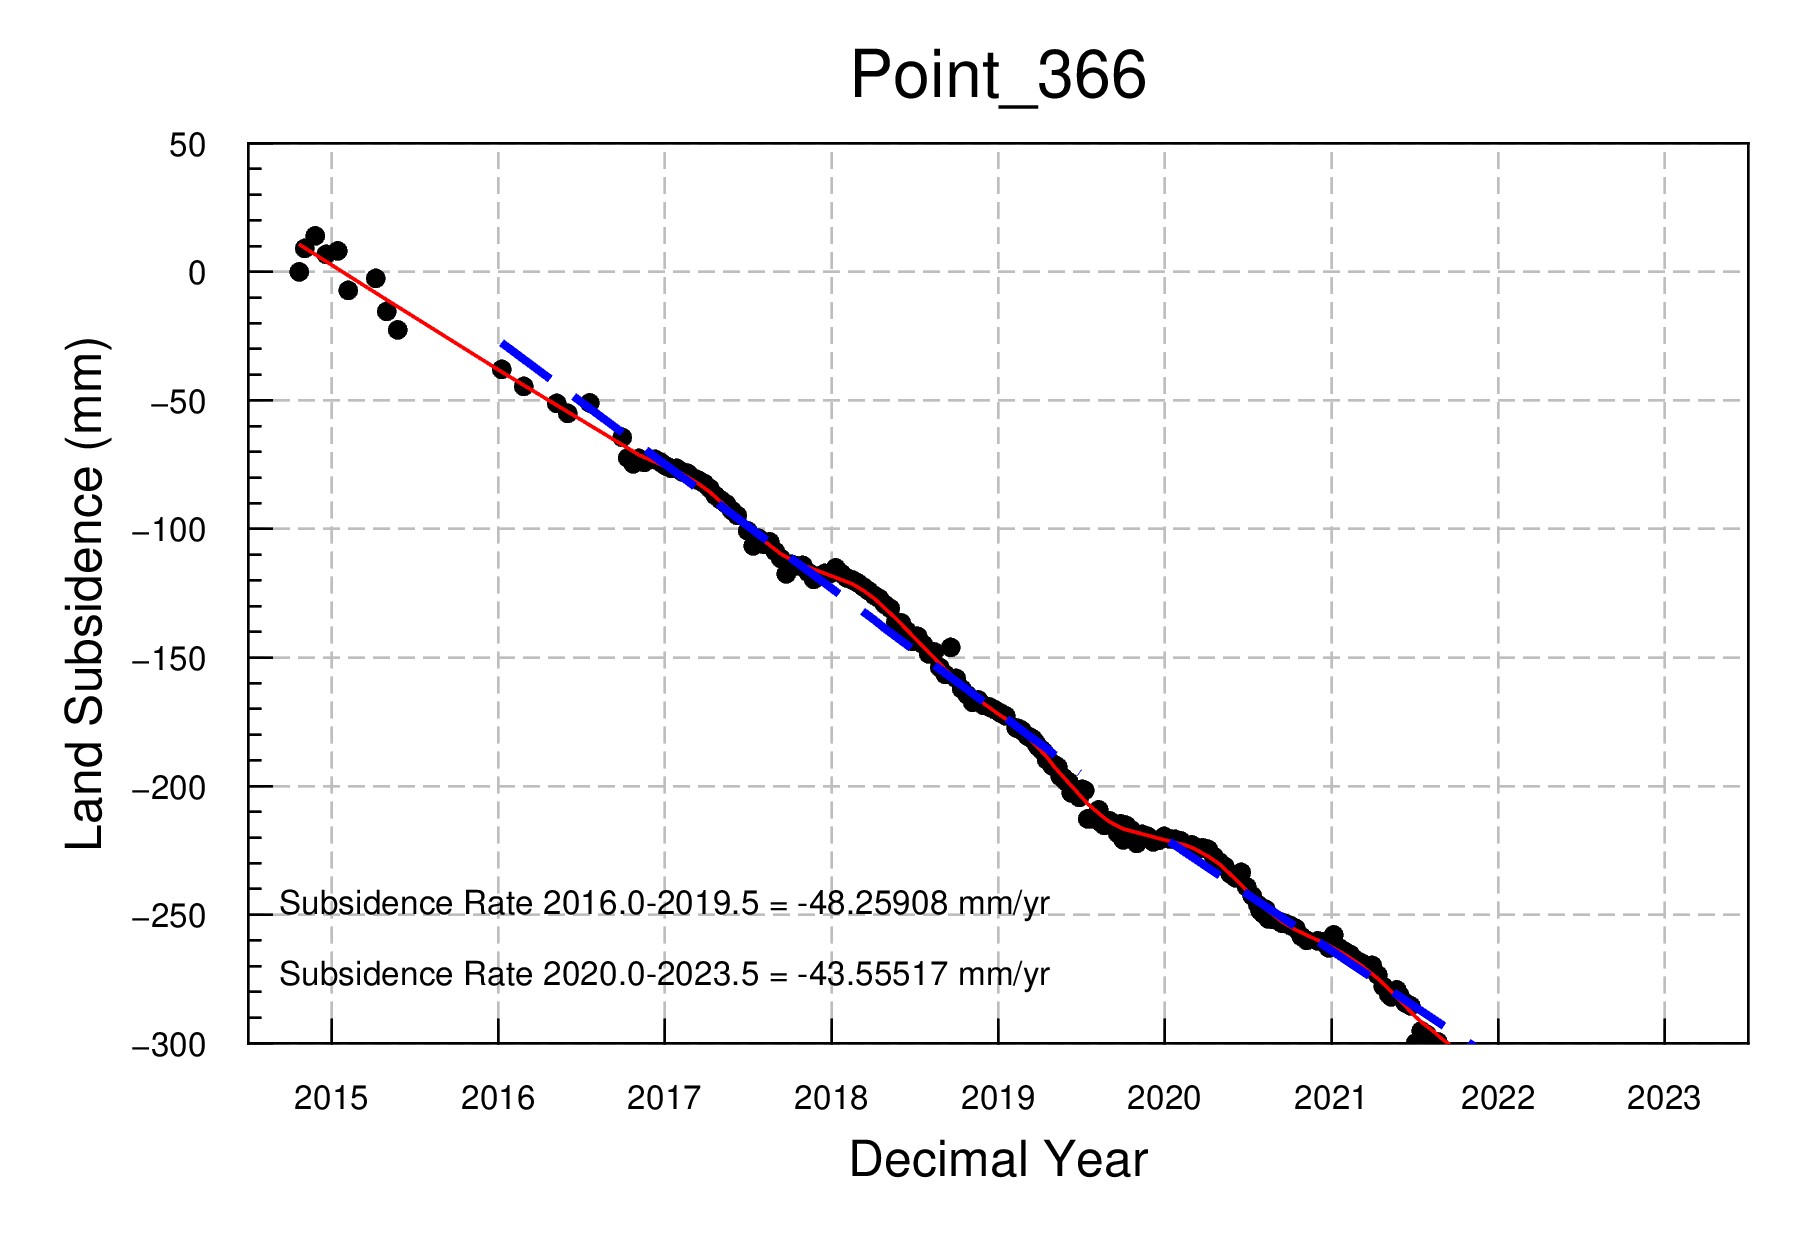 Point_366
50
0
−50
−100
−150
−200
−250
−300
Land Subsidence (mm)
Subsidence Rate 2016.0-2019.5 = -48.25908 mm/yr
Subsidence Rate 2020.0-2023.5 = -43.55517 mm/yr
2015 2016 2017 2018 2019 2020 2021 2022 2023
Decimal Year